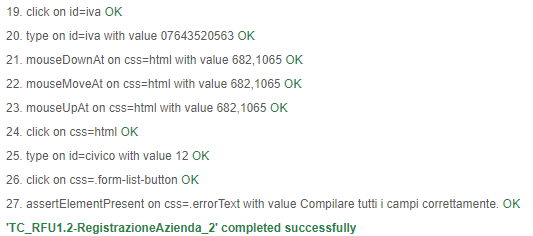 19. click on id=iva OK
20. type on id=iva with value 07643520563 OK
21. mouseDownAt on css=html with value 682,1065 OK
22. mouseMoveAt on css=html with value 682,1065 OK
23. mouseUpAt on css=html with value 682,1065 OK
24. click on css=html OK
25. type on id=civico with value 12 OK
26. click on css=.form-list-button OK
27. assertElementPresent on css=.errorText with value Compilare tutti i campi correttamente. OK
'TC_RFU1.2-RegistrazioneAzienda_2' completed successfully